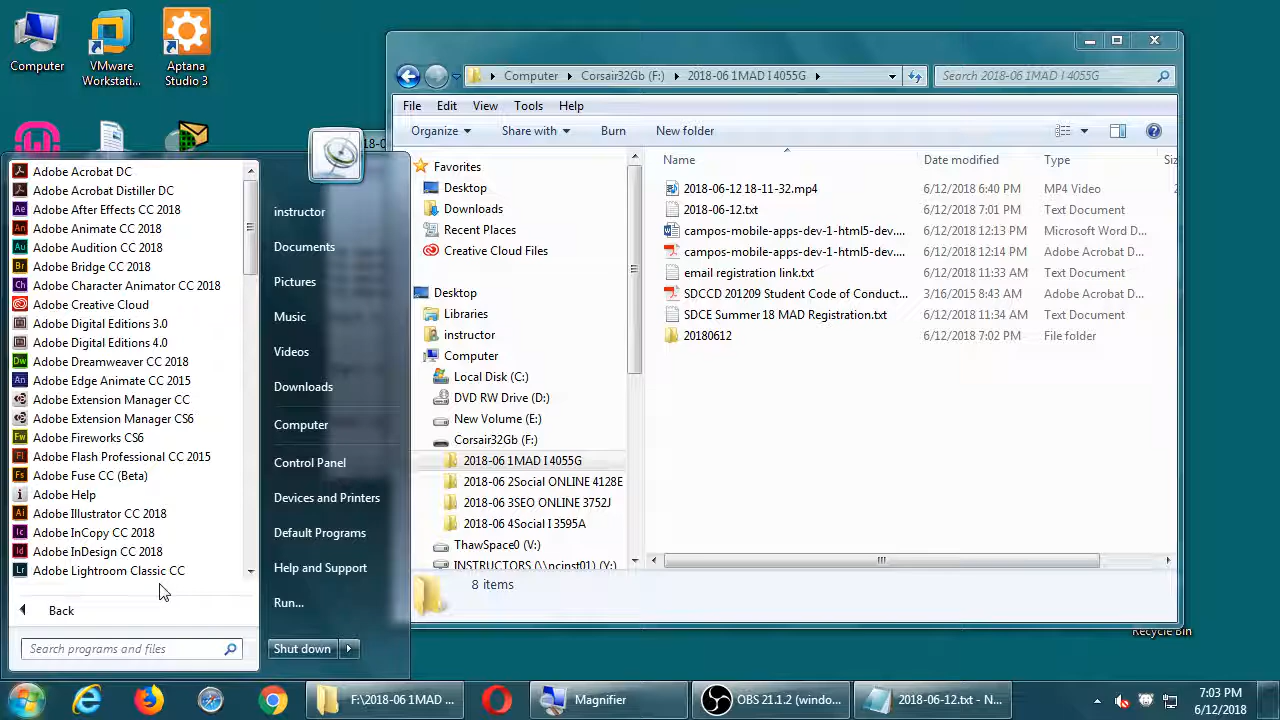 Computer
VMware
Workstati...
Aptana
Studio 3
Computer
Corsair32Gb (F:)
2018-06 1MAD I 4055G
Search 2018-06 1MAD I 4055G
File
Edit
View
Tools
Help
Organize
Share with
Burn
New folder
Name
Date modified
Type
2018-06-12 18-11-32.mp4 6/12/2018 6:40 PM MP4 Video
2018-06-12.txt 6/12/2018 7:01 PM Text Document
campos-mobile-apps-dev-1-html5-dev.... 6/12/2018 12:13 PM Microsoft Word D...
campos-mobile-apps-dev-1-html5-dev.... 6/12/2018 12:14 PM Adobe Acrobat D...
email registration link.txt 6/12/2018 11:33 AM Text Document
SDCCD 201209 Student Code of Conduct... 3/16/2015 8:43 AM Adobe Acrobat D...
SDCE Summer 18 MAD Registration.txt 6/12/2018 11:34 AM Text Document
20180612 6/12/2018 7:02 PM File folder
Favorites
Desktop
Downloads
Recent Places
Creative Cloud Files
Desktop
Libraries
instructor
Computer
Local Disk (C:)
DVD RW Drive (D:)
New Volume (E:)
Corsair32Gb (F:)
2018-06 1MAD I 4055G
2018-06 2Social ONLINE 4128E
2018-06 3SEO ONLINE 3752J
2018-06 4Social I 3595A
ThawSpace0 (V:)
INSTRUCTORS (\\ncinst01) (Y:)
8 items
Adobe Acrobat DC
Adobe Acrobat Distiller DC
Adobe After Effects CC 2018
Adobe Animate CC 2018
Adobe Audition CC 2018
Adobe Bridge CC 2018
Adobe Character Animator CC 2018
Adobe Creative Cloud
Adobe Digital Editions 3.0
Adobe Digital Editions 4.0
Adobe Dreamweaver CC 2018
Adobe Edge Animate CC 2015
Adobe Extension Manager CC
Adobe Extension Manager CS6
Adobe Fireworks CS6
Adobe Flash Professional CC 2015
Adobe Fuse CC (Beta)
Adobe Help
Adobe Illustrator CC 2018
Adobe InCopy CC 2018
Adobe InDesign CC 2018
Adobe Lightroom Classic CC
Back
Search programs and files
instructor
Documents
Pictures
Music
Videos
Downloads
Computer
Control Panel
Devices and Printers
Default Programs
Help and Support
Run...
Shut down
Recycle Bin
F:\2018-06 1MAD ...
Magnifier
OBS 21.1.2 (windo...
2018-06-12.txt - N...
7:03 PM
6/12/2018